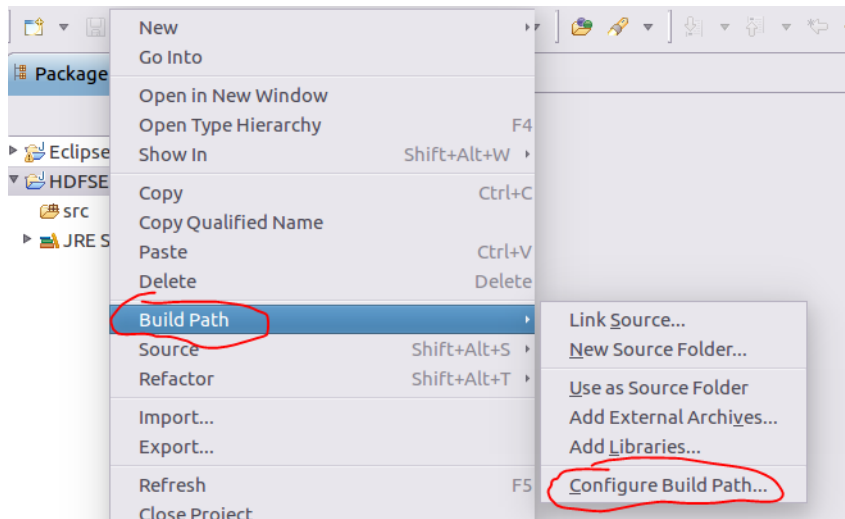 New
Go Into
Package
Open in New Window
Open Type Hierarchy F4
Eclipse
Show In Shift+Alt+W
HDFSE
Copy Ctrl+C
src
Copy Qualified Name
JRE S
Paste Ctrl+V
Delete Delete
Build Path
Link Source...
Source Shift+Alt+S
New Source Folder...
Refactor Shift+Alt+T
Use as Source Folder
Import...
Add External Archives...
Export...
Add Libraries...
Refresh F5
Configure Build Path...
Close Project